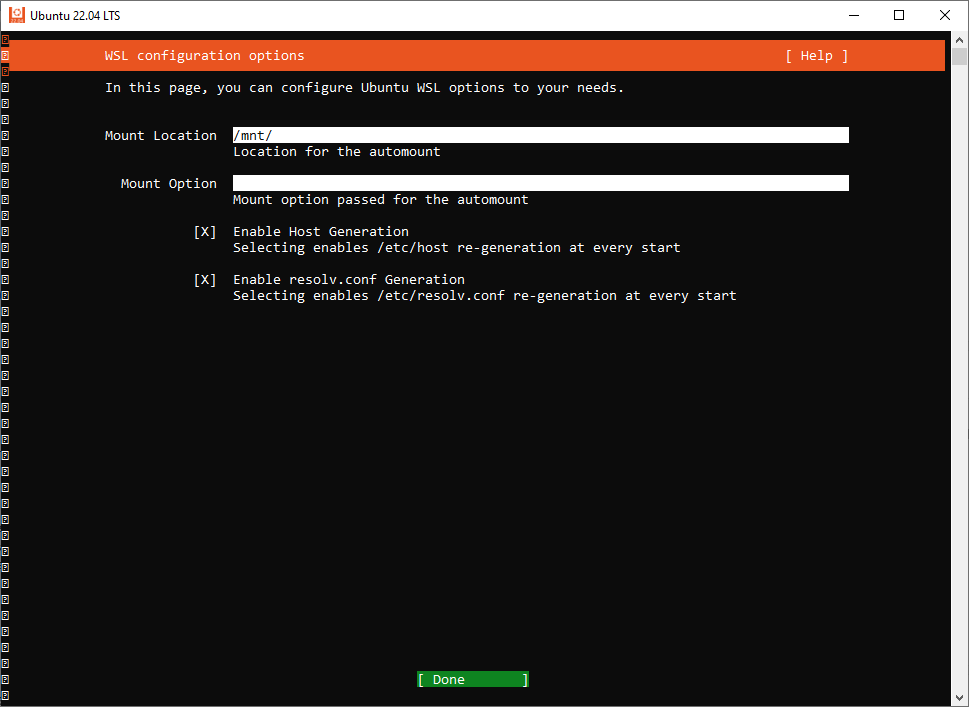 Ubuntu 22.04 LTS
WSL configuration options [ Help ]
In this page, you can configure Ubuntu WSL options to your needs.
Mount Location /mnt/
Location for the automount
Mount Option
Mount option passed for the automount
[X] Enable Host Generation
Selecting enables /etc/host re-generation at every start
[X] Enable resolv.conf Generation
Selecting enables /etc/resolv.conf re-generation at every start
[ Done ]